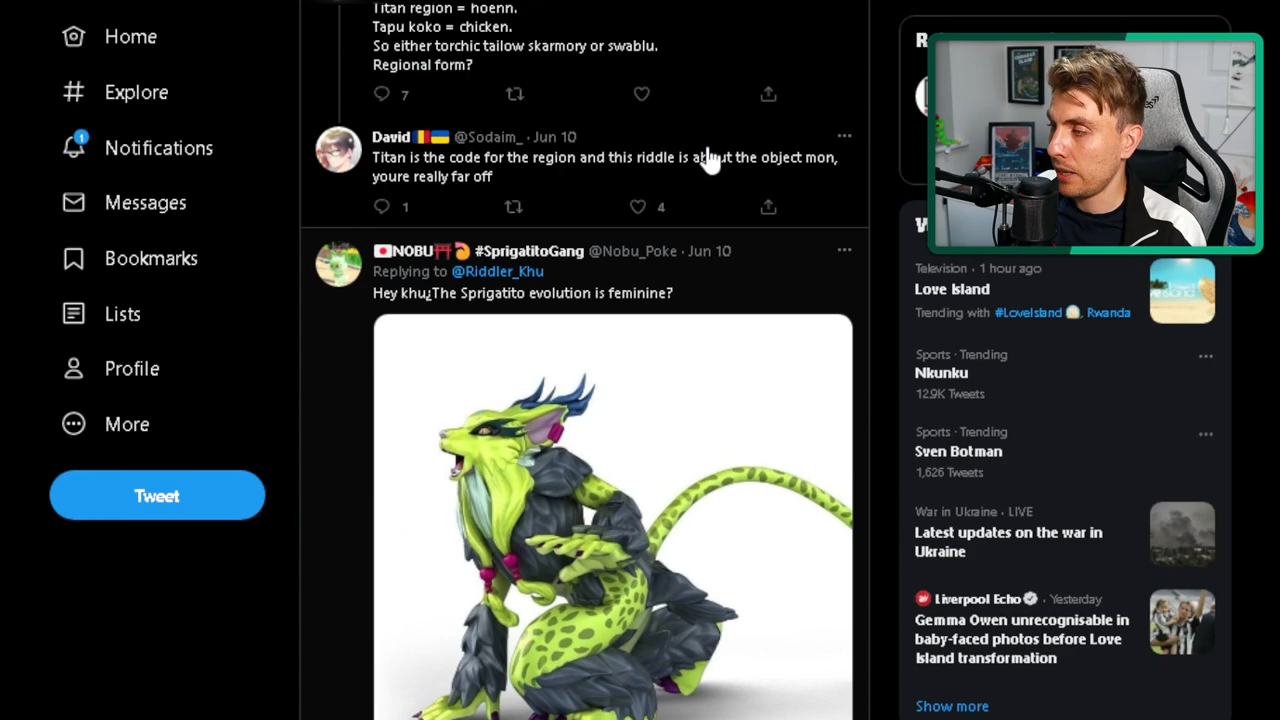 Home
Explore
1
Notifications
Messages
Bookmarks
Lists
Profile
More
Tweet
Titan region = hoenn.
Tapu koko = chicken.
So either torchic tailow skarmory or swablu.
Regional form?
7
David @Sodaim_ · Jun 10
Titan is the code for the region and this riddle is about the object mon,
youre really far off
1
4
NOBU #SprigatitoGang @Nobu_Poke · Jun 10
Replying to @Riddler_Khu
Hey khu¿The Sprigatito evolution is feminine?
Television · 1 hour ago
Love Island
Trending with #LoveIsland , Rwanda
Sports · Trending
Nkunku
12.9K Tweets
Sports · Trending
Sven Botman
1,626 Tweets
War in Ukraine · LIVE
Latest updates on the war in
Ukraine
Liverpool Echo · Yesterday
Gemma Owen unrecognisable in
baby-faced photos before Love
Island transformation
Show more